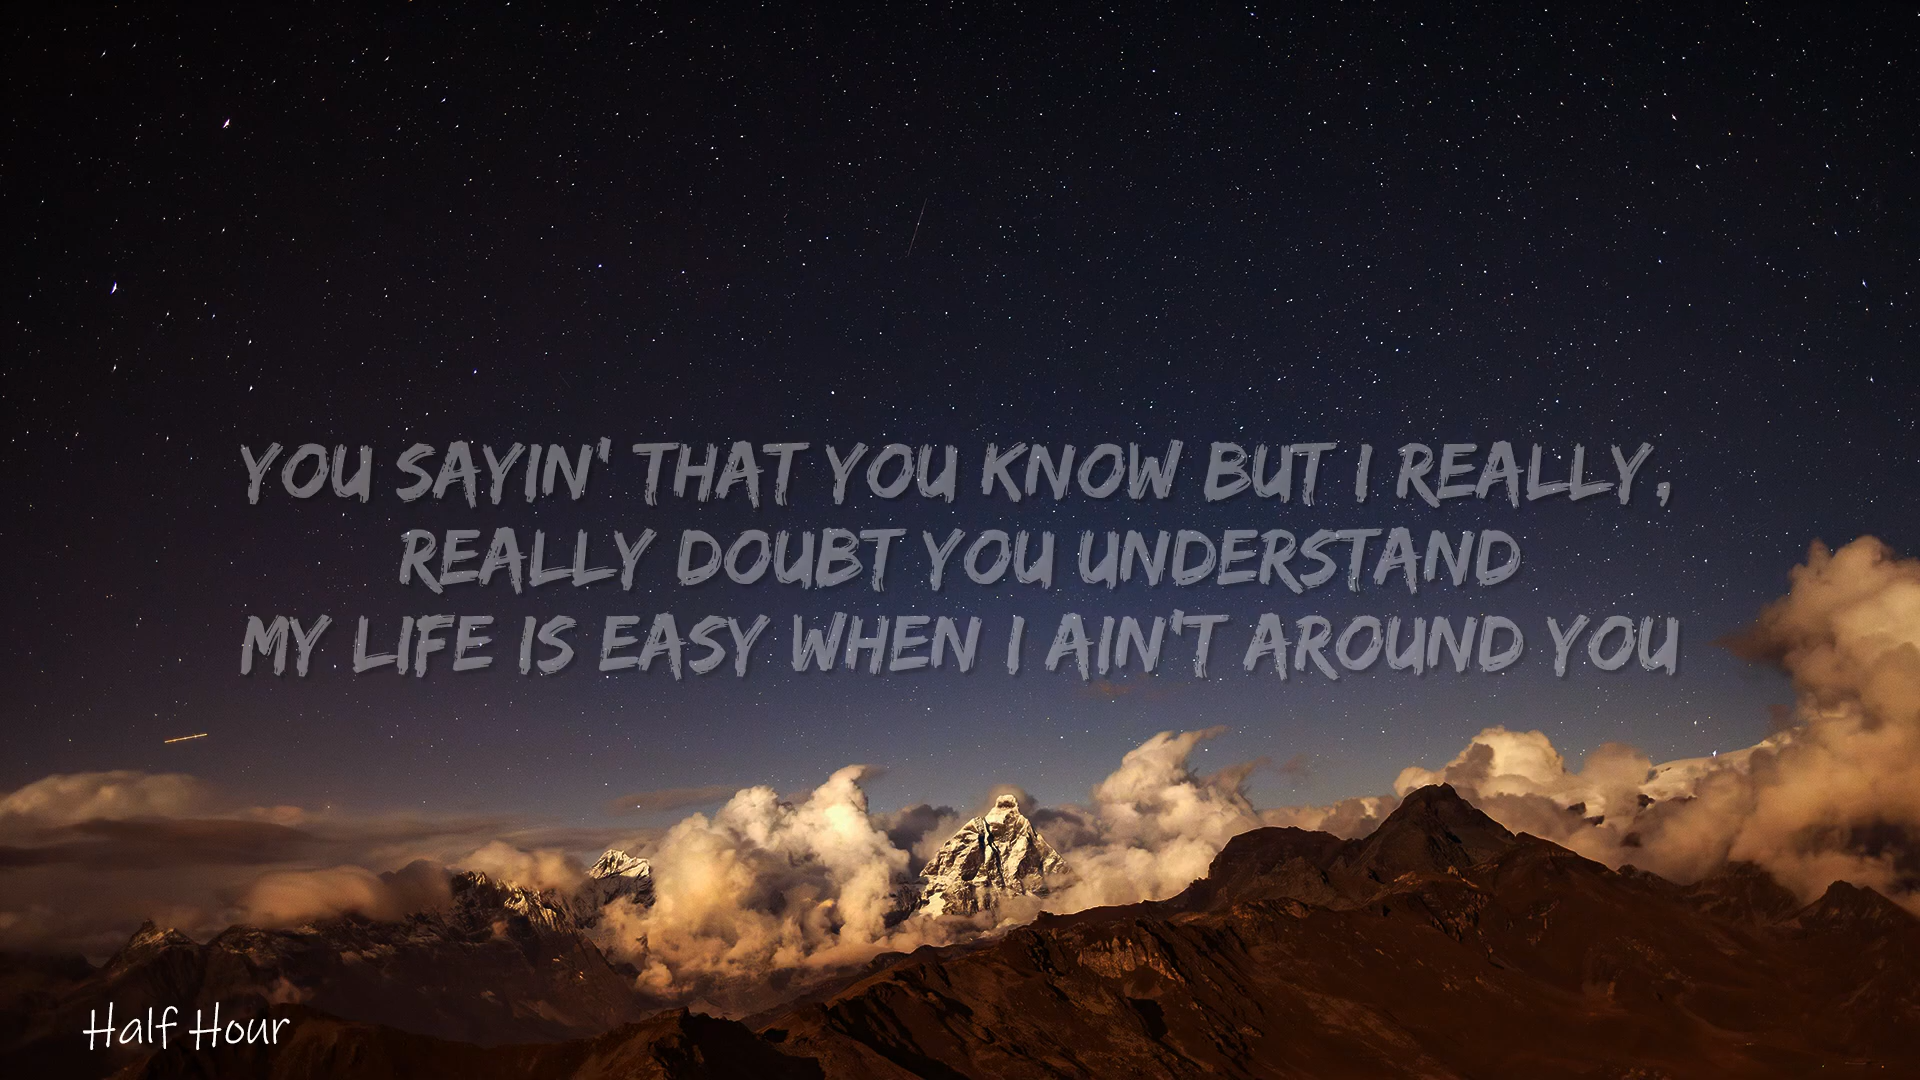 YOU SAYIN' THAT YOU KNOW BUT I REALLY,
REALLY DOUBT YOU UNDERSTAND
MY LIFE IS EASY WHEN I AIN'T AROUND YOU
Half Hour